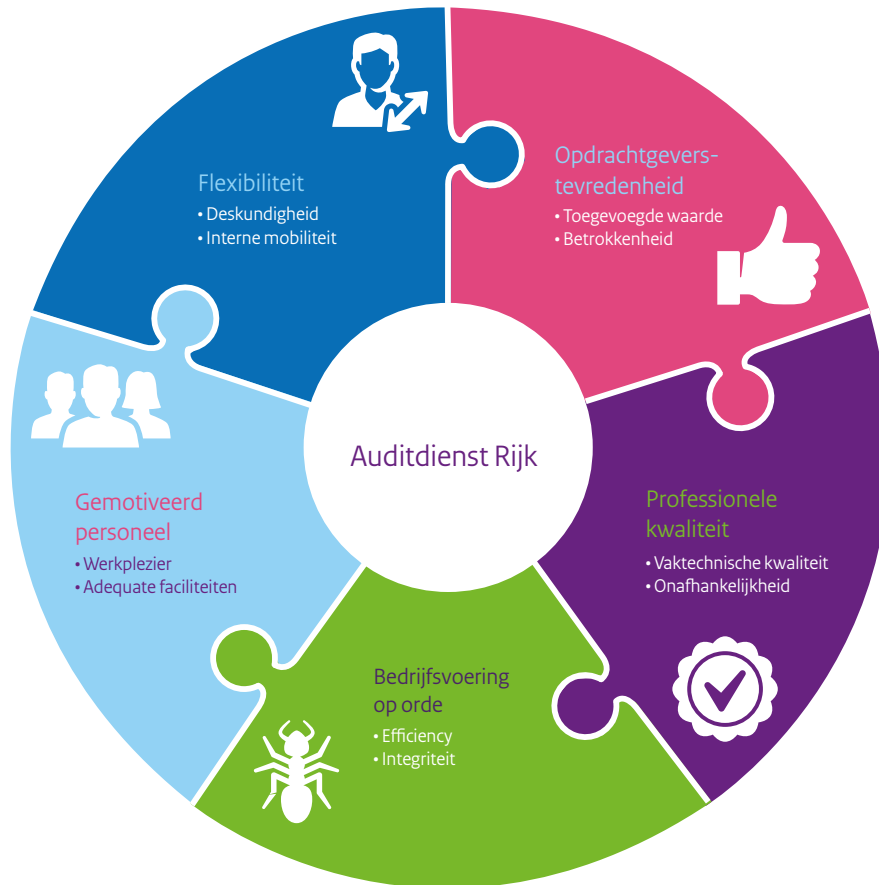 Flexibiliteit
• Deskundigheid
• Interne mobiliteit
Opdrachtgevers-
tevredenheid
• Toegevoegde waarde
• Betrokkenheid
Auditdienst Rijk
Gemotiveerd
personeel
• Werkplezier
• Adequate faciliteiten
Professionele
kwaliteit
• Vaktechnische kwaliteit
• Onafhankelijkheid
Bedrijfsvoering
op orde
• Efficiency
• Integriteit